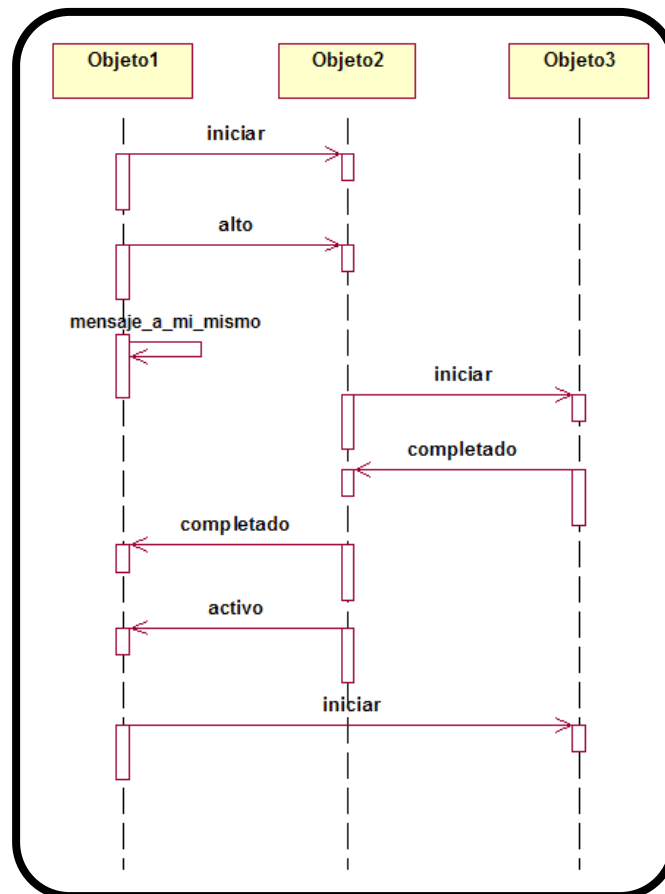 Objeto1
Objeto2
Objeto3
iniciar
alto
mensaje_a_mi_mismo
iniciar
completado
completado
activo
iniciar